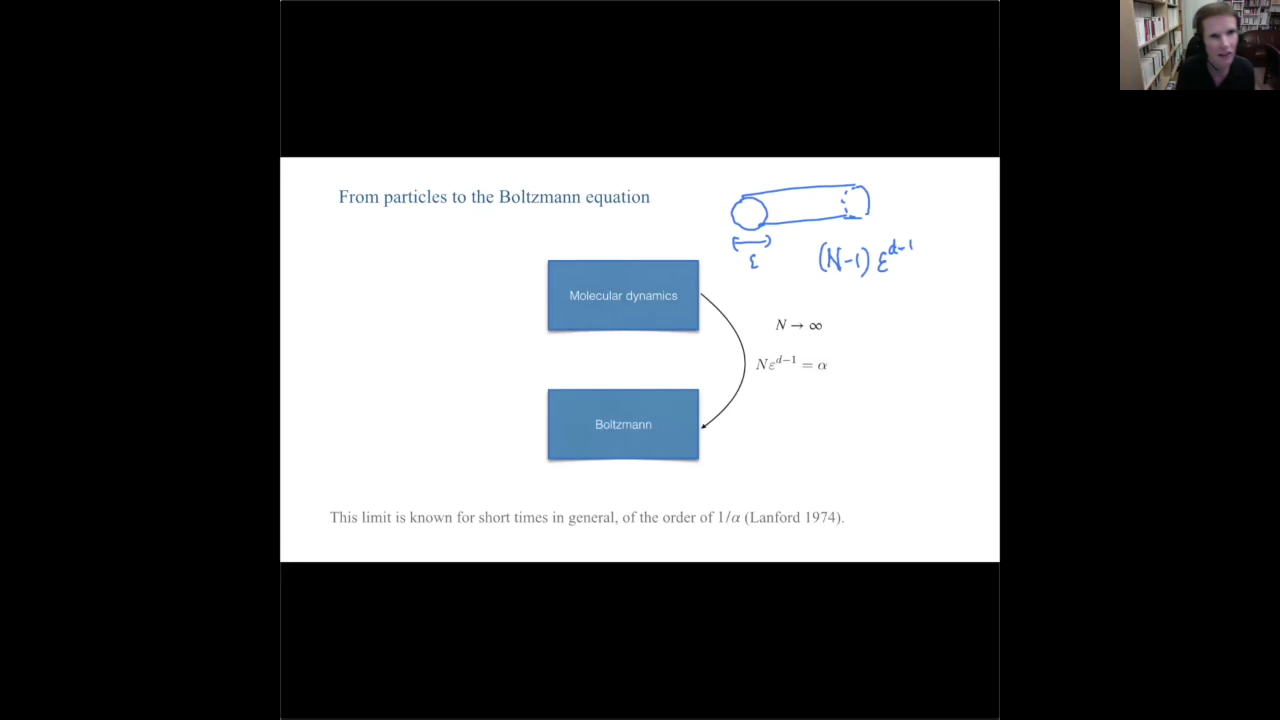 From particles to the Boltzmann equation
ε
(N-1) ε^{d-1}
Molecular dynamics
N → ∞
Nε^{d-1} = α
Boltzmann
This limit is known for short times in general, of the order of 1/α (Lanford 1974).